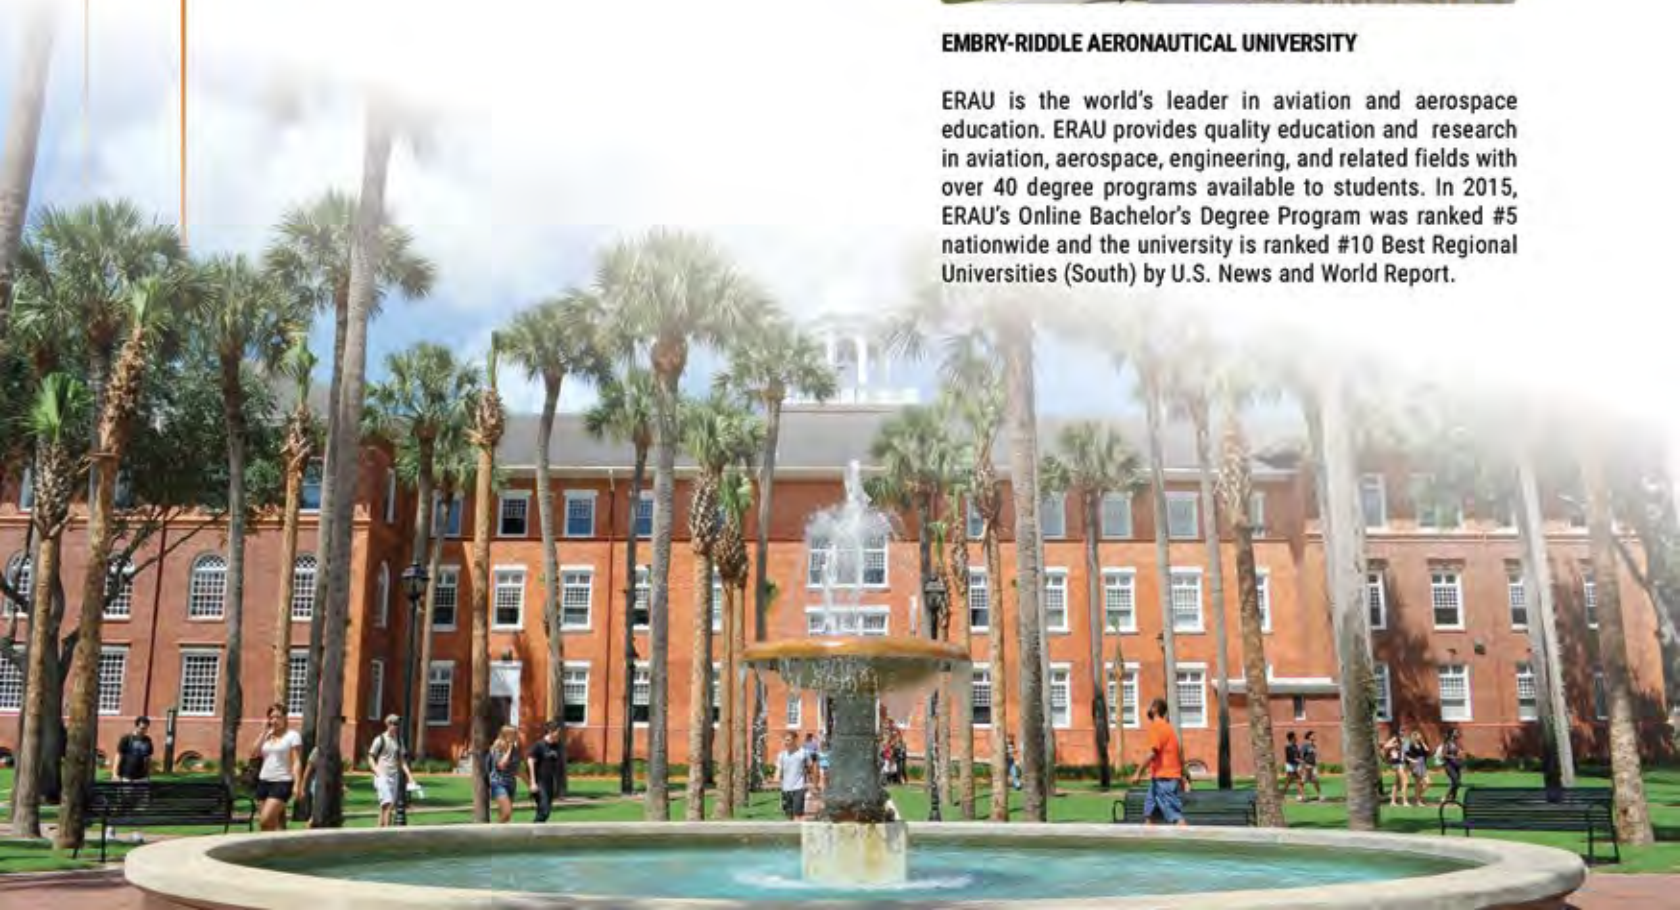 EMBRY-RIDDLE AERONAUTICAL UNIVERSITY
ERAU is the world's leader in aviation and aerospace
education. ERAU provides quality education and research
in aviation, aerospace, engineering, and related fields with
over 40 degree programs available to students. In 2015,
ERAU's Online Bachelor's Degree Program was ranked #5
nationwide and the university is ranked #10 Best Regional
Universities (South) by U.S. News and World Report.